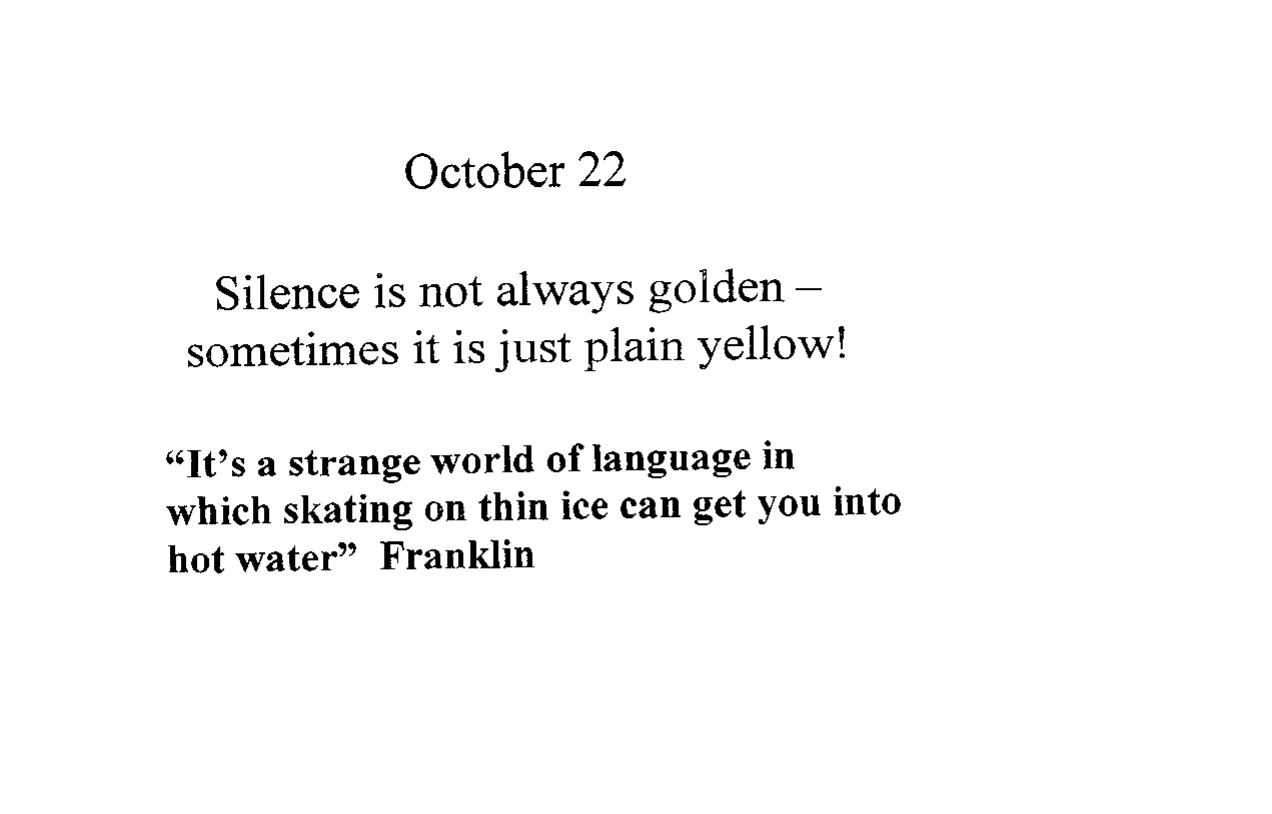 October 22
Silence is not always golden –
sometimes it is just plain yellow!
“It’s a strange world of language in
which skating on thin ice can get you into
hot water”  Franklin